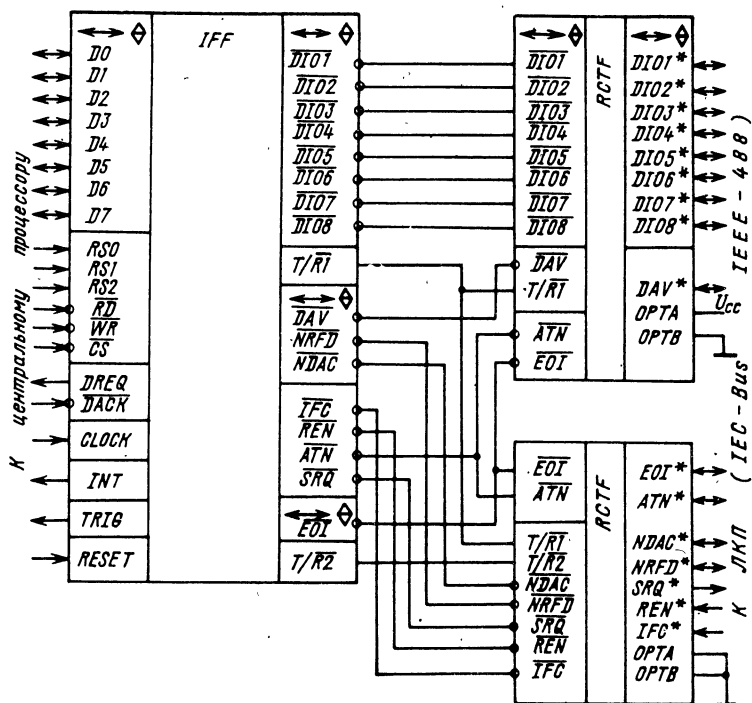 К центральному процессору
D0
D1
D2
D3
D4
D5
D6
D7
RS0
RS1
RS2
RD
WR
CS
DREQ
DACK
CLOCK
INT
TRIG
RESET
IFF
DIO1
DIO2
DIO3
DIO4
DIO5
DIO6
DIO7
DIO8
T/R1
DAV
NRFD
NDAC
IFC
REN
ATN
SRQ
EOI
T/R2
DIO1
DIO2
DIO3
DIO4
DIO5
DIO6
DIO7
DIO8
DAV
T/R1
ATN
EOI
RCTF
DIO1*
DIO2*
DIO3*
DIO4*
DIO5*
DIO6*
DIO7*
DIO8*
DAV*
OPTA
OPTB
Ucc
EOI
ATN
T/R1
T/R2
NDAC
NRFD
SRQ
REN
IFC
RCTF
EOI*
ATN*
NDAC*
NRFD*
SRQ*
REN*
IFC*
OPTA
OPTB
К ЛКП (IEC-Bus IEEE-488)